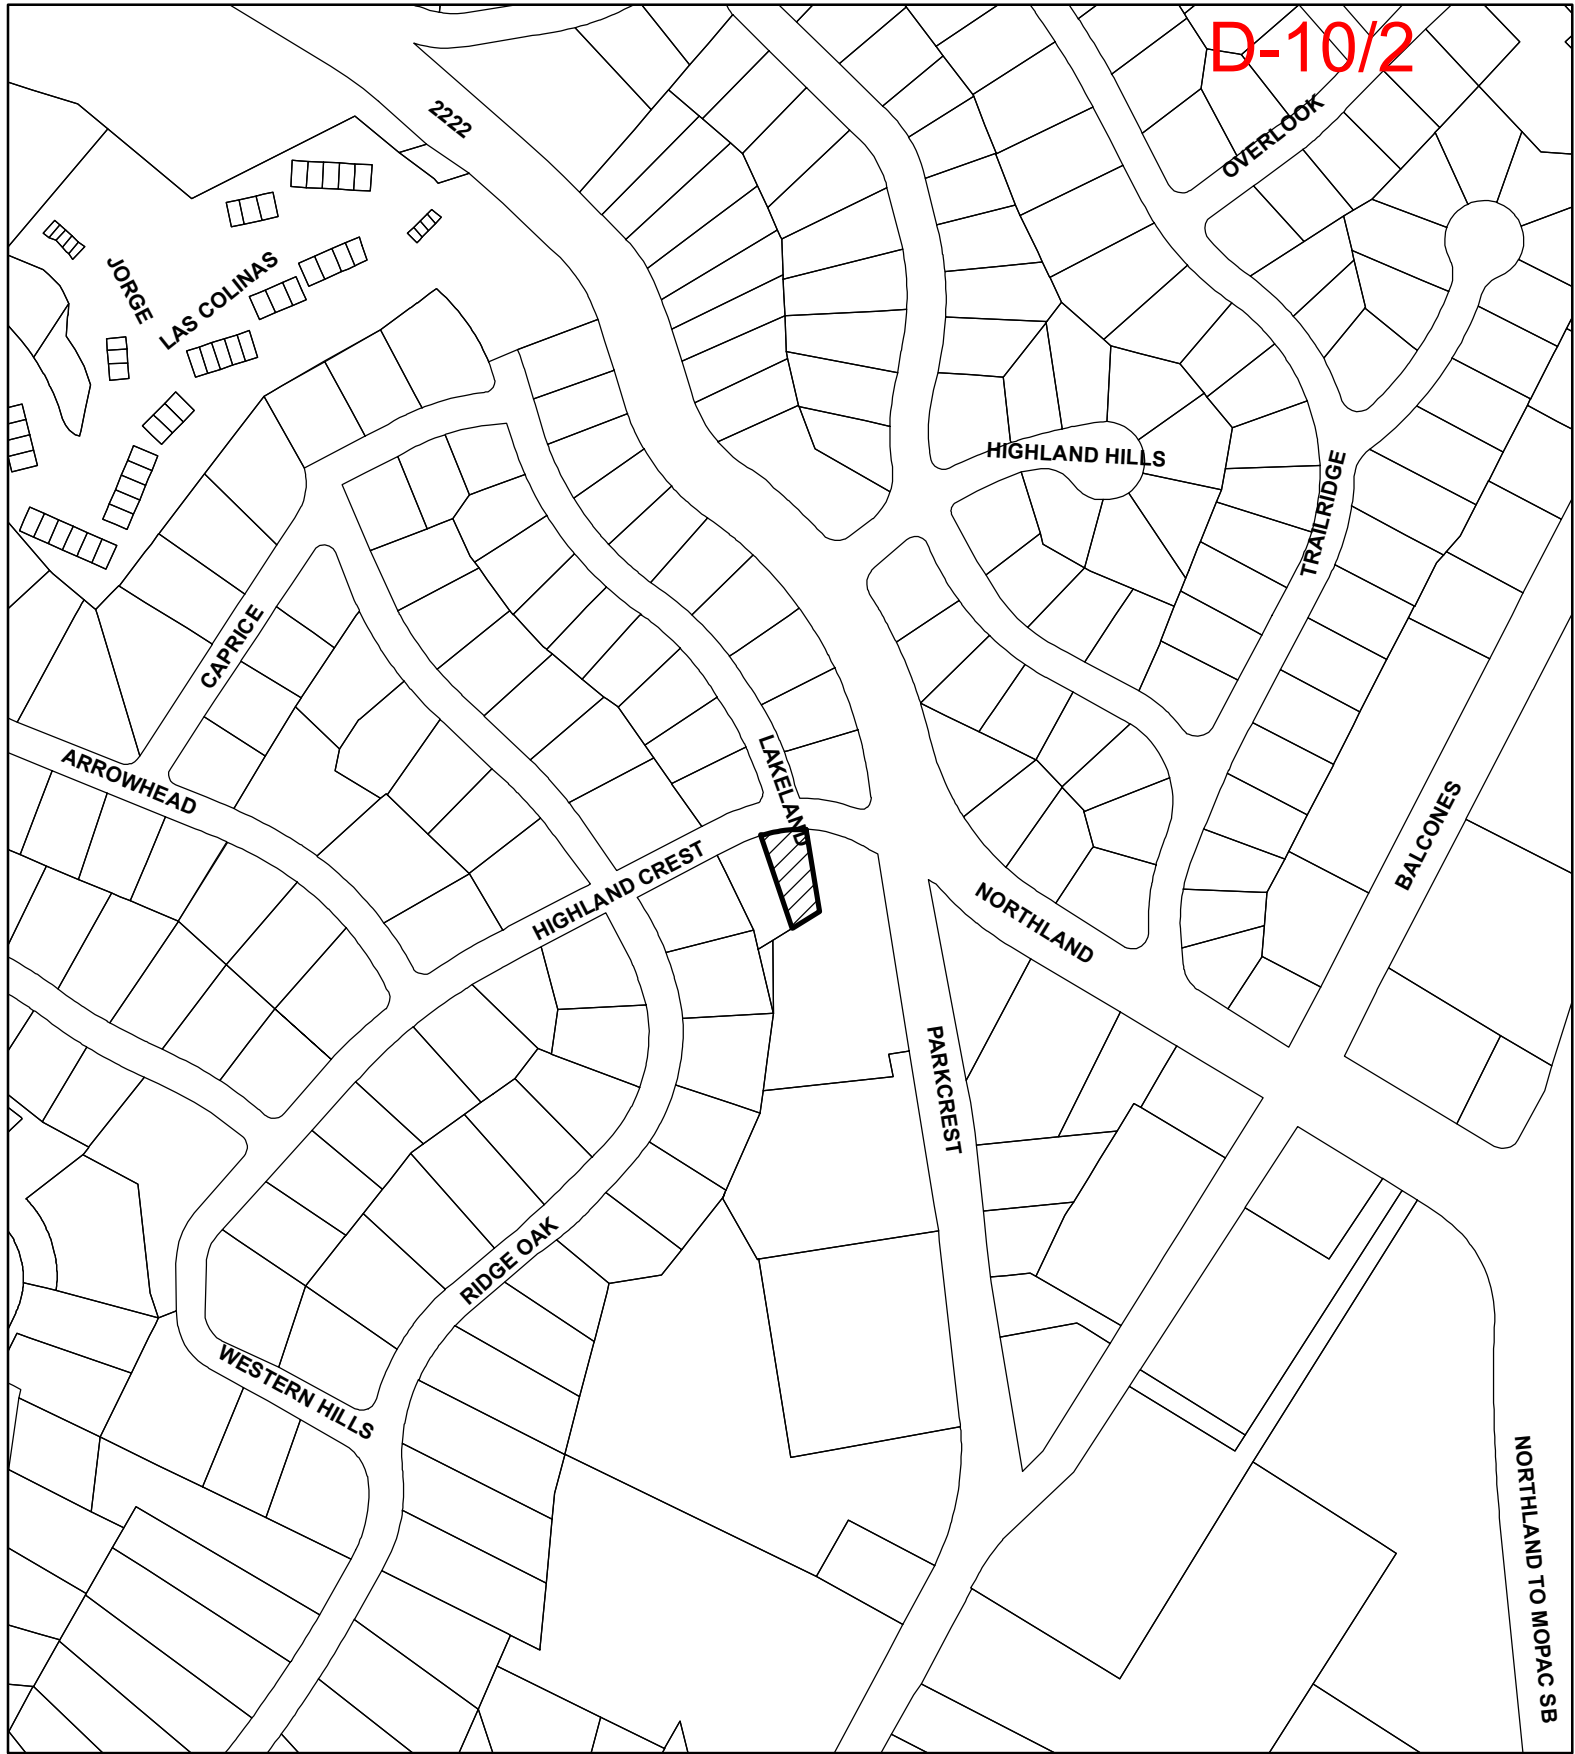 D-10/2
2222
OVERLOOK
JORGE
LAS COLINAS
HIGHLAND HILLS
TRAILRIDGE
CAPRICE
ARROWHEAD
LAKELAND
BALCONES
HIGHLAND CREST
NORTHLAND
PARKCREST
RIDGE OAK
WESTERN HILLS
NORTHLAND TO MOPAC SB